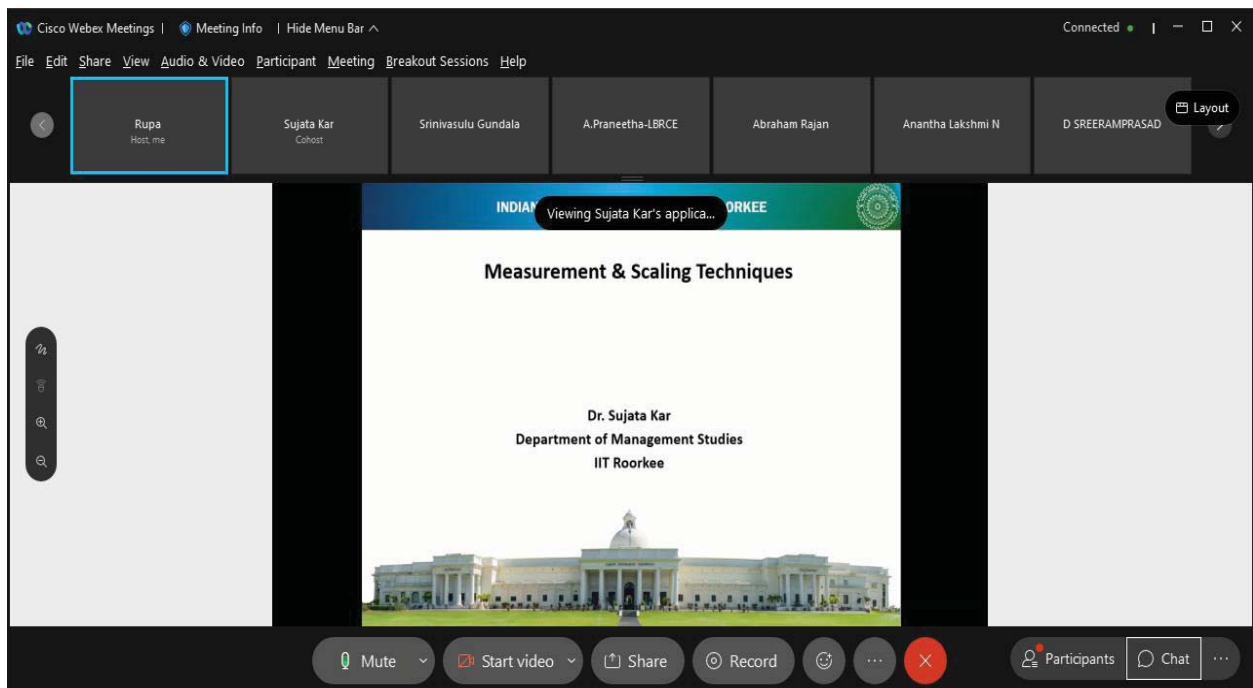 Cisco Webex Meetings | Meeting Info | Hide Menu Bar Connected
File Edit Share View Audio & Video Participant Meeting Breakout Sessions Help
Layout
Rupa
Host, me
Sujata Kar
Cohost
Srinivasulu Gundala
A.Praneetha-LBRCE
Abraham Rajan
Anantha Lakshmi N
D SREERAMPRASAD
INDIAN ORKEE
Viewing Sujata Kar's applica...
Measurement & Scaling Techniques
Dr. Sujata Kar
Department of Management Studies
IIT Roorkee
Mute Start video Share Record Participants Chat